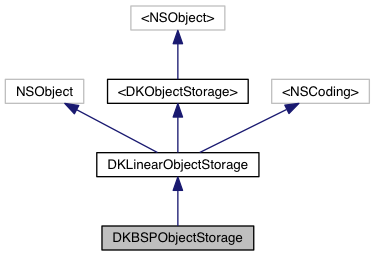 <NSObject>
NSObject
<DKObjectStorage>
<NSCoding>
DKLinearObjectStorage
DKBSPObjectStorage